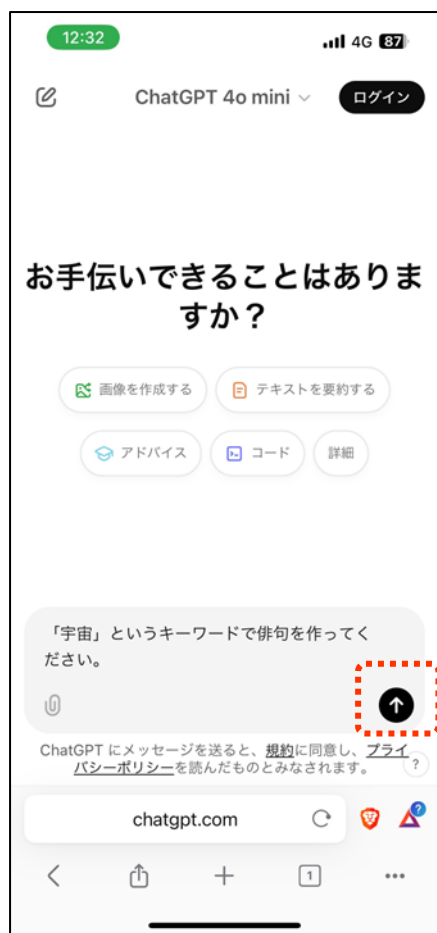 12:32 4G 87
ChatGPT 4o mini ログイン
お手伝いできることはありま
すか？
画像を作成する テキストを要約する
アドバイス コード 詳細
「宇宙」というキーワードで俳句を作ってく
ださい。
ChatGPT にメッセージを送ると、規約に同意し、プライ
バシーポリシーを読んだものとみなされます。 ?
chatgpt.com
1